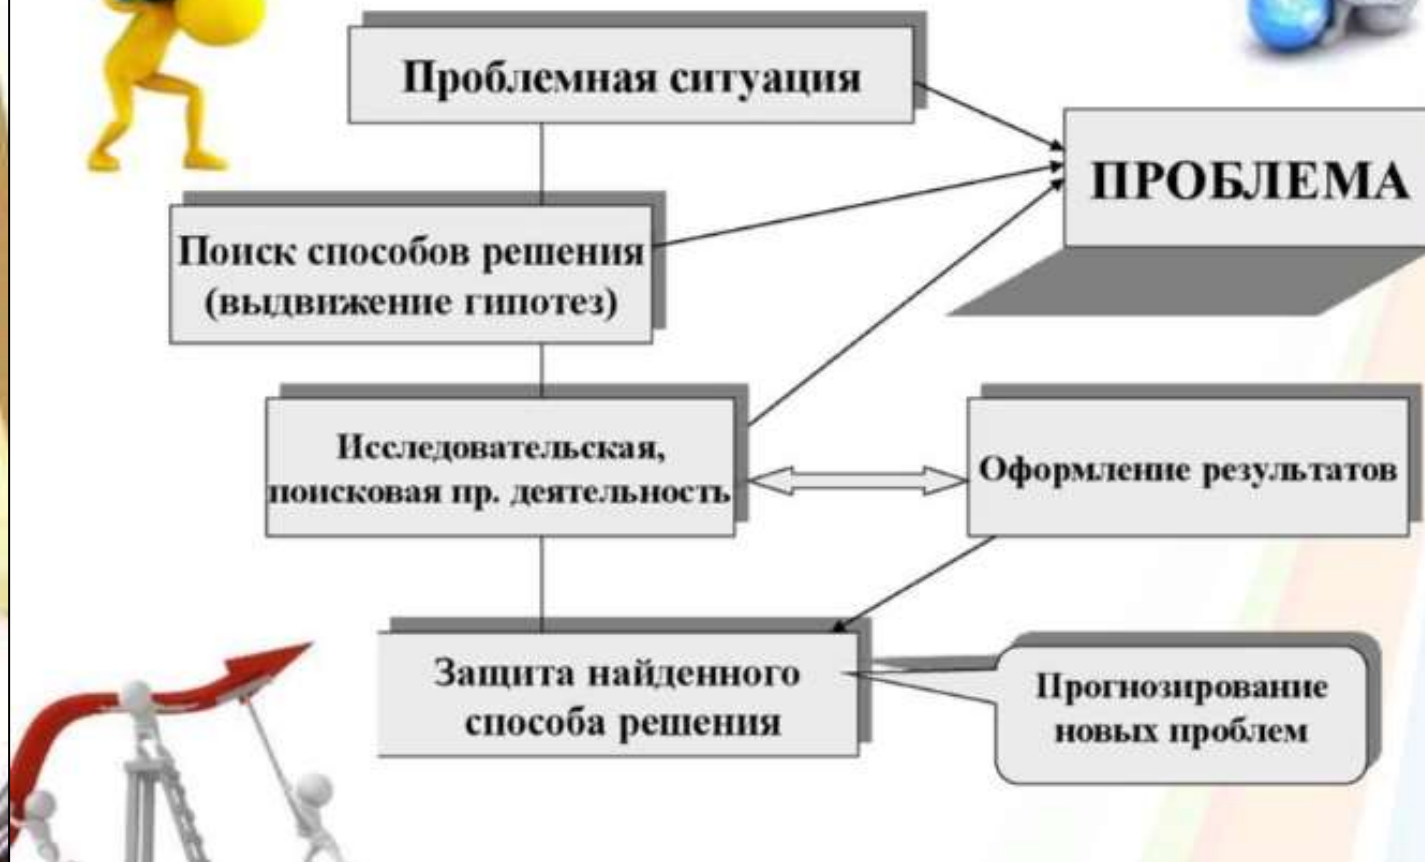 Проблемная ситуация
ПРОБЛЕМА
Поиск способов решения
(выдвижение гипотез)
Исследовательская,
поисковая пр. деятельность
Оформление результатов
Защита найденного
способа решения
Прогнозирование
новых проблем